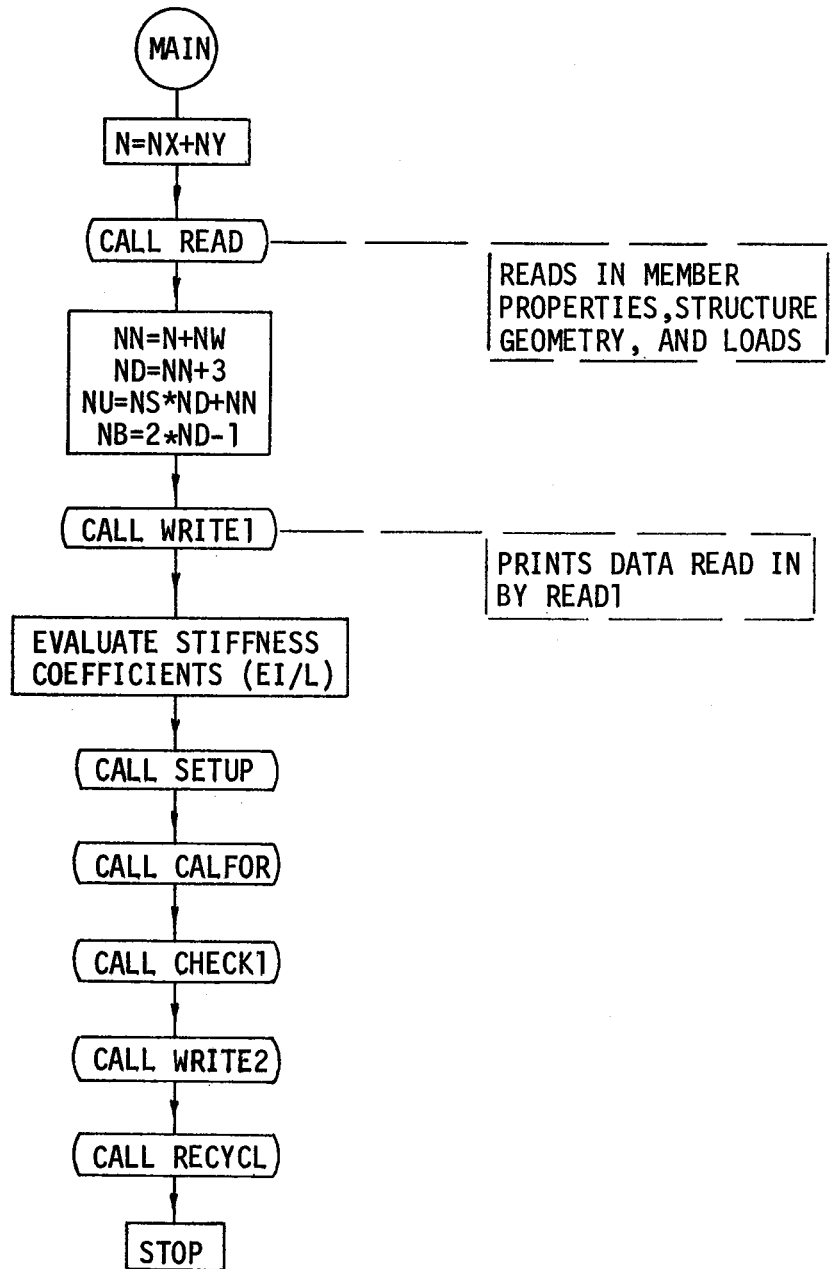 MAIN
N=NX+NY
CALL READ
READS IN MEMBER
PROPERTIES,STRUCTURE
GEOMETRY, AND LOADS
NN=N+NW
ND=NN+3
NU=NS*ND+NN
NB=2*ND-1
CALL WRITE1
PRINTS DATA READ IN
BY READ1
EVALUATE STIFFNESS
COEFFICIENTS (EI/L)
CALL SETUP
CALL CALFOR
CALL CHECK1
CALL WRITE2
CALL RECYCL
STOP